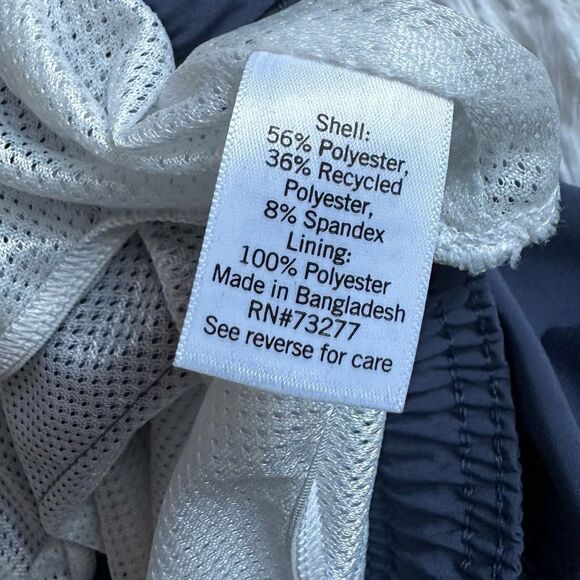 Shell:
56% Polyester,
36% Recycled
Polyester,
8% Spandex
Lining:
100% Polyester
Made in Bangladesh
RN#73277
See reverse for care